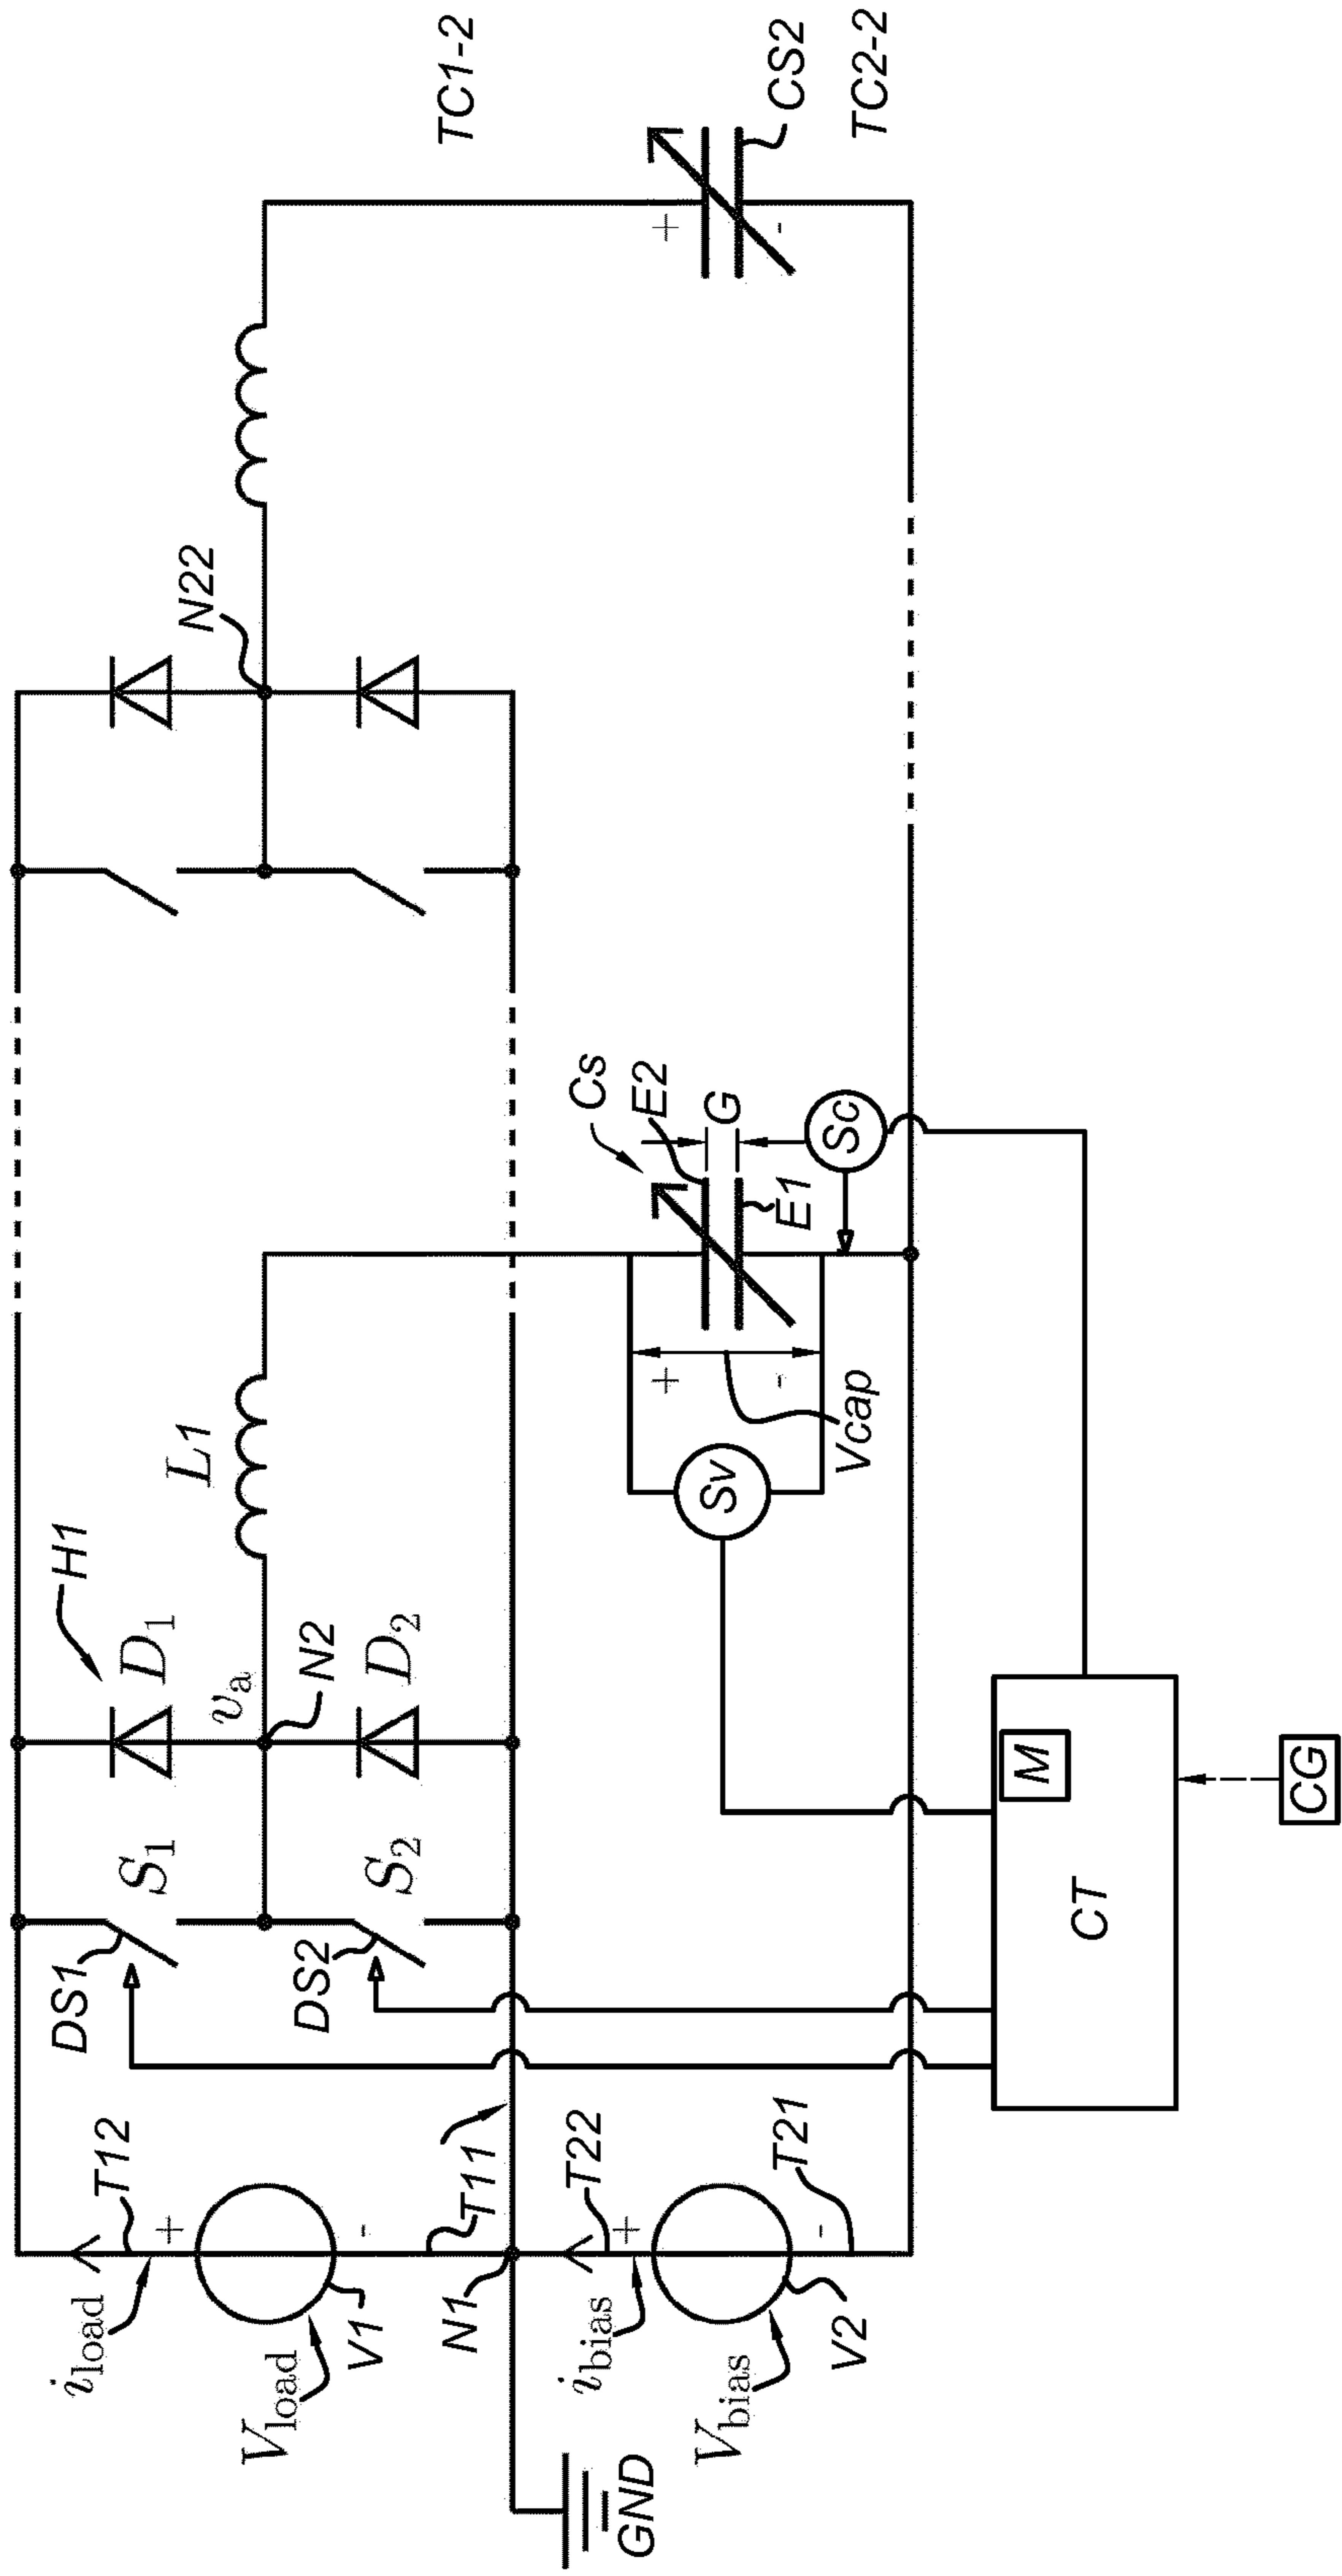 TC1-2
CS2
TC2-2
N22
Cs
E2
G
Sc
E1
L1
Vcap
Sv
H1
D1
va
N2
D2
M
CG
S1
S2
CT
DS1
DS2
T12
T11
T22
T21
iload
+
-
Vload
V1
N1
ibias
+
-
Vbias
V2
GND
+
-
+
-